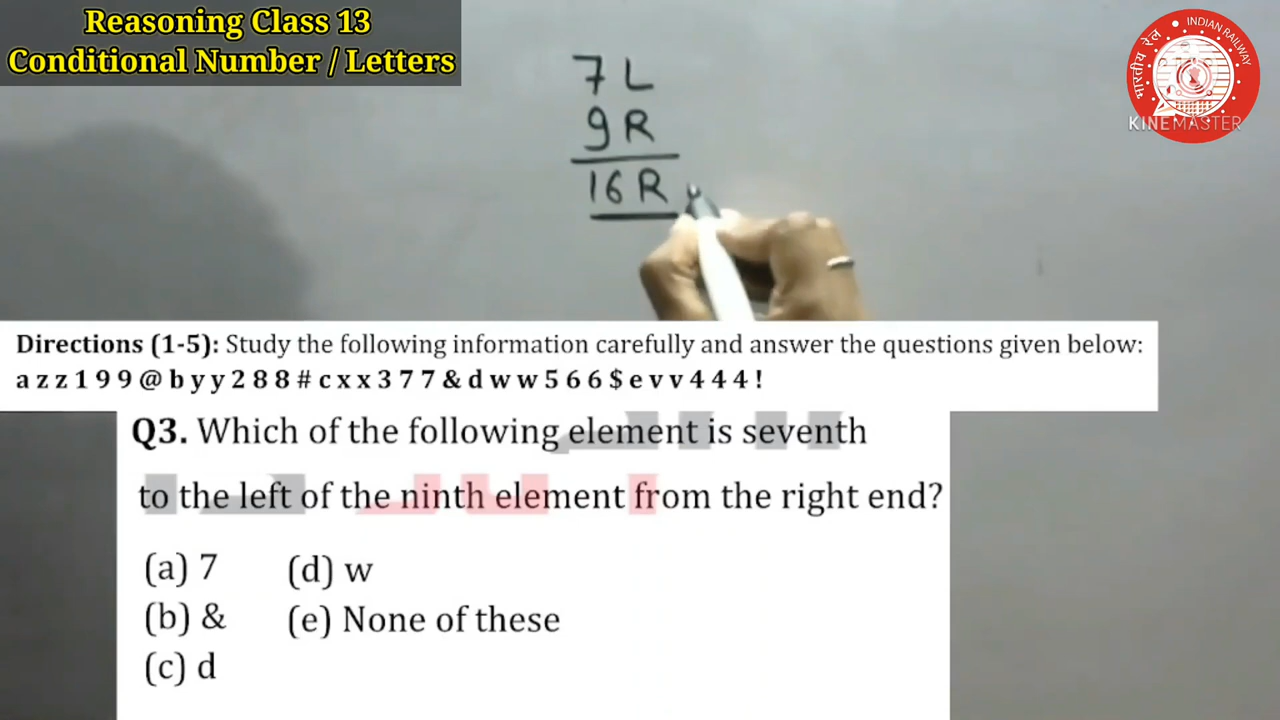 Reasoning Class 13
Conditional Number / Letters
भारतीय रेल
INDIAN RAILWAY
KINEMASTER
7 L
9 R
16 R
Directions (1-5): Study the following information carefully and answer the questions given below:
a z z 1 9 9 @ b y y 2 8 8 # c x x 3 7 7 & d w w 5 6 6 $ e v v 4 4 4 !
Q3. Which of the following element is seventh
to the left of the ninth element from the right end?
(a) 7 (d) w
(b) & (e) None of these
(c) d